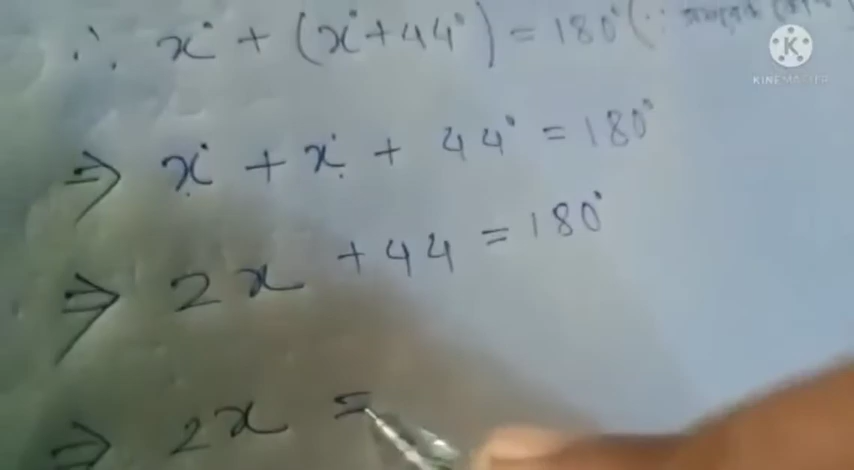 ∴ x° + (x° + 44°) = 180° (∵
K
KINEMASTER
⇒ x° + x° + 44° = 180°
⇒ 2x + 44 = 180°
⇒ 2x =